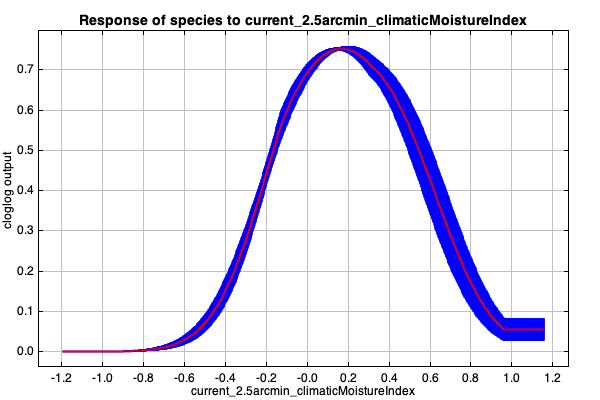 Response of species to current_2.5arcmin_climaticMoistureIndex
cloglog output
0.7
0.6
0.5
0.4
0.3
0.2
0.1
0.0
-1.2 -1.0 -0.8 -0.6 -0.4 -0.2 -0.0 0.2 0.4 0.6 0.8 1.0 1.2
current_2.5arcmin_climaticMoistureIndex